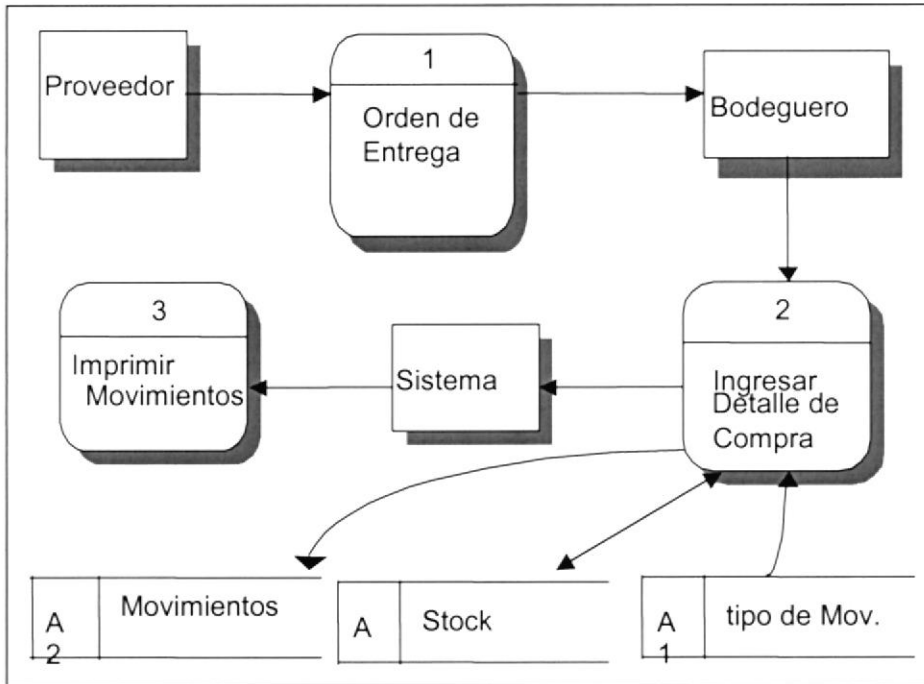 Proveedor
1
Orden de
Entrega
Bodeguero
3
Imprimir
Movimientos
Sistema
2
Ingresar
Detalle de
Compra
A
2
Movimientos
A
Stock
A
1
tipo de Mov.